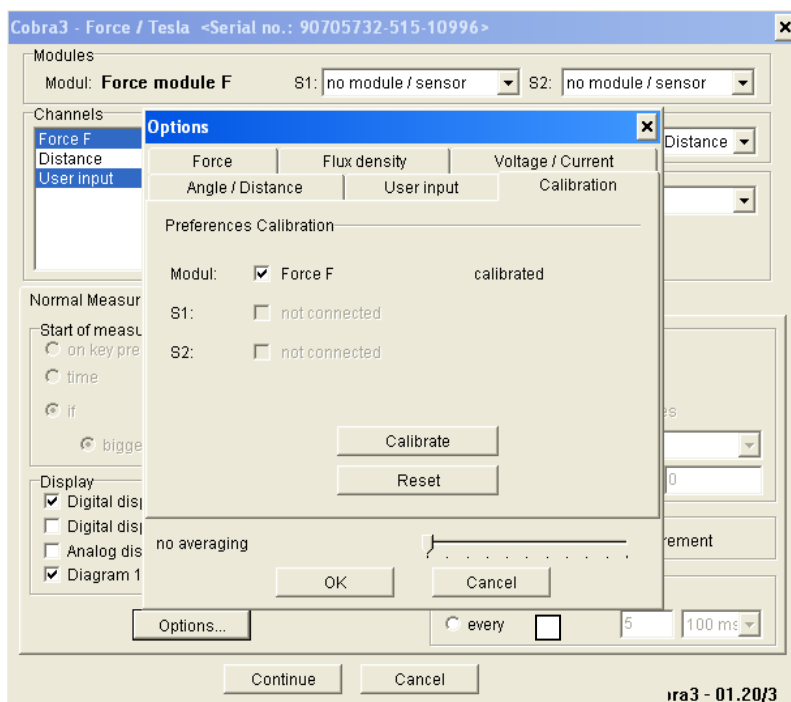 Cobra3 - Force / Tesla <Serial no.: 90705732-515-10996>
Modules
Modul: Force module F S1: no module / sensor S2: no module / sensor
Channels
Force F
Distance
User input
Distance
Options
Force Flux density Voltage / Current
Angle / Distance User input Calibration
Preferences Calibration
Modul: Force F calibrated
S1: not connected
S2: not connected
Calibrate
Reset
no averaging
OK Cancel
Normal Measur
Start of measu
on key pre
time
if
bigge
Display
Digital disp
Digital disp
Analog dis
Diagram 1
Options...
es
0
rement
every 5 100 ms
Continue Cancel
ra3 - 01.20/3